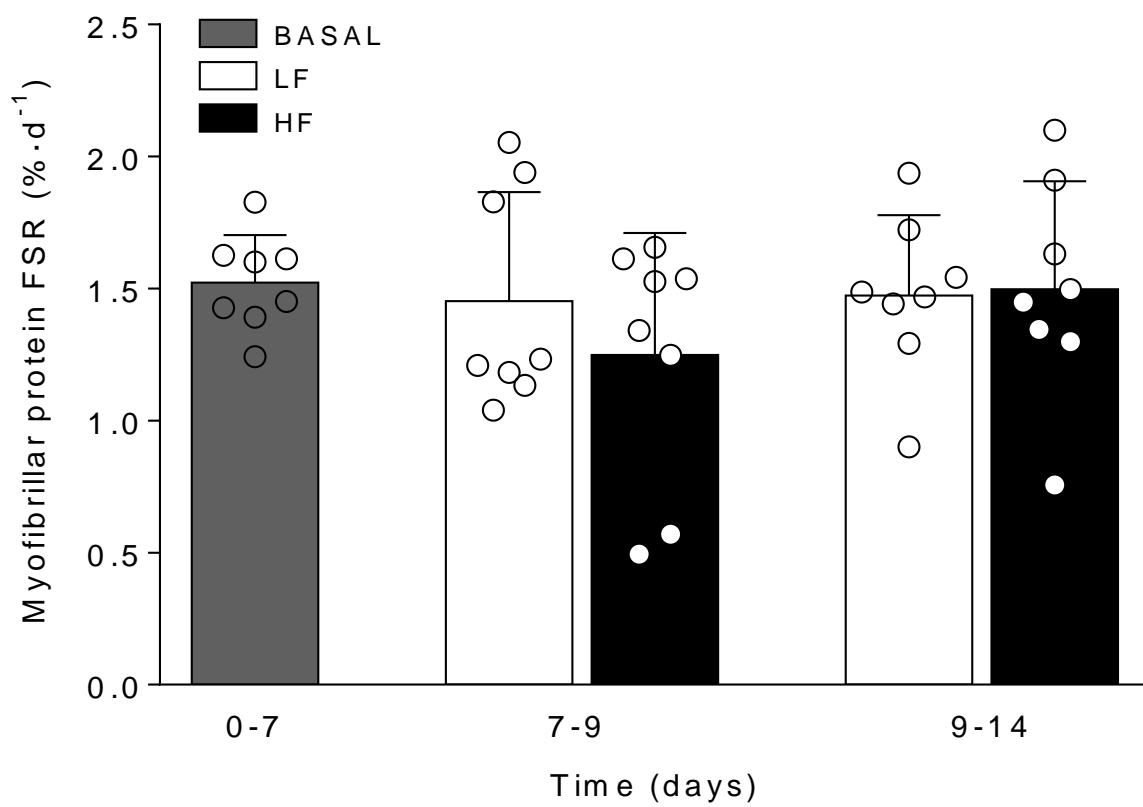 Myofibrillar protein FSR (%·d⁻¹)
2.5
2.0
1.5
1.0
0.5
0.0
BASAL
LF
HF
0-7
7-9
9-14
Time (days)